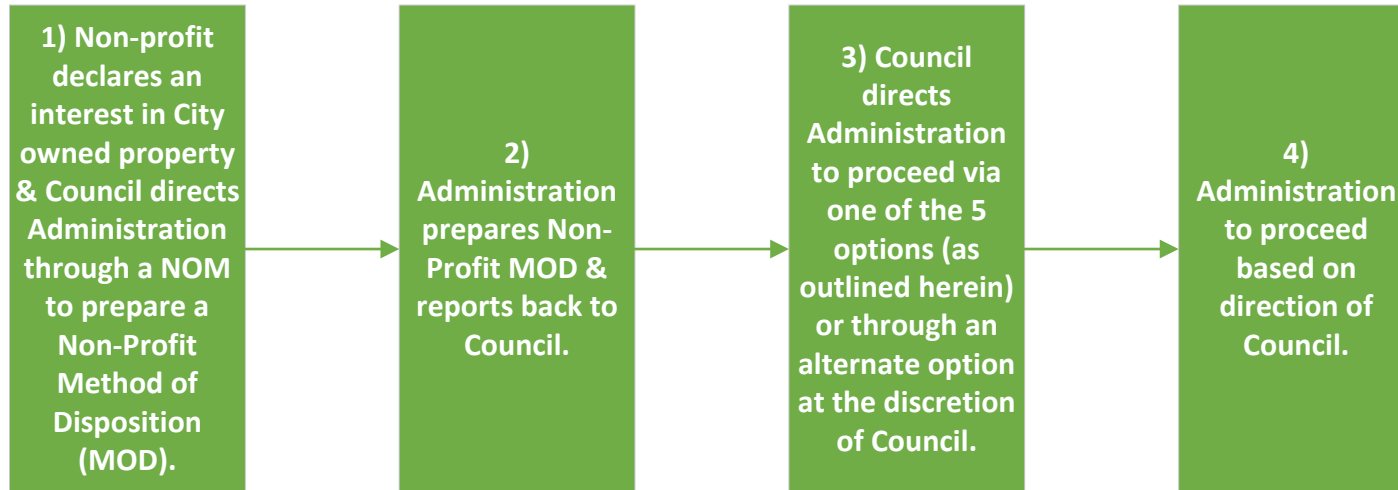 1) Non-profit
declares an
interest in City
owned property
& Council directs
Administration
through a NOM
to prepare a
Non-Profit
Method of
Disposition
(MOD).
2)
Administration
prepares Non-
Profit MOD &
reports back to
Council.
3) Council
directs
Administration
to proceed via
one of the 5
options (as
outlined herein)
or through an
alternate option
at the discretion
of Council.
4)
Administration
to proceed
based on
direction of
Council.